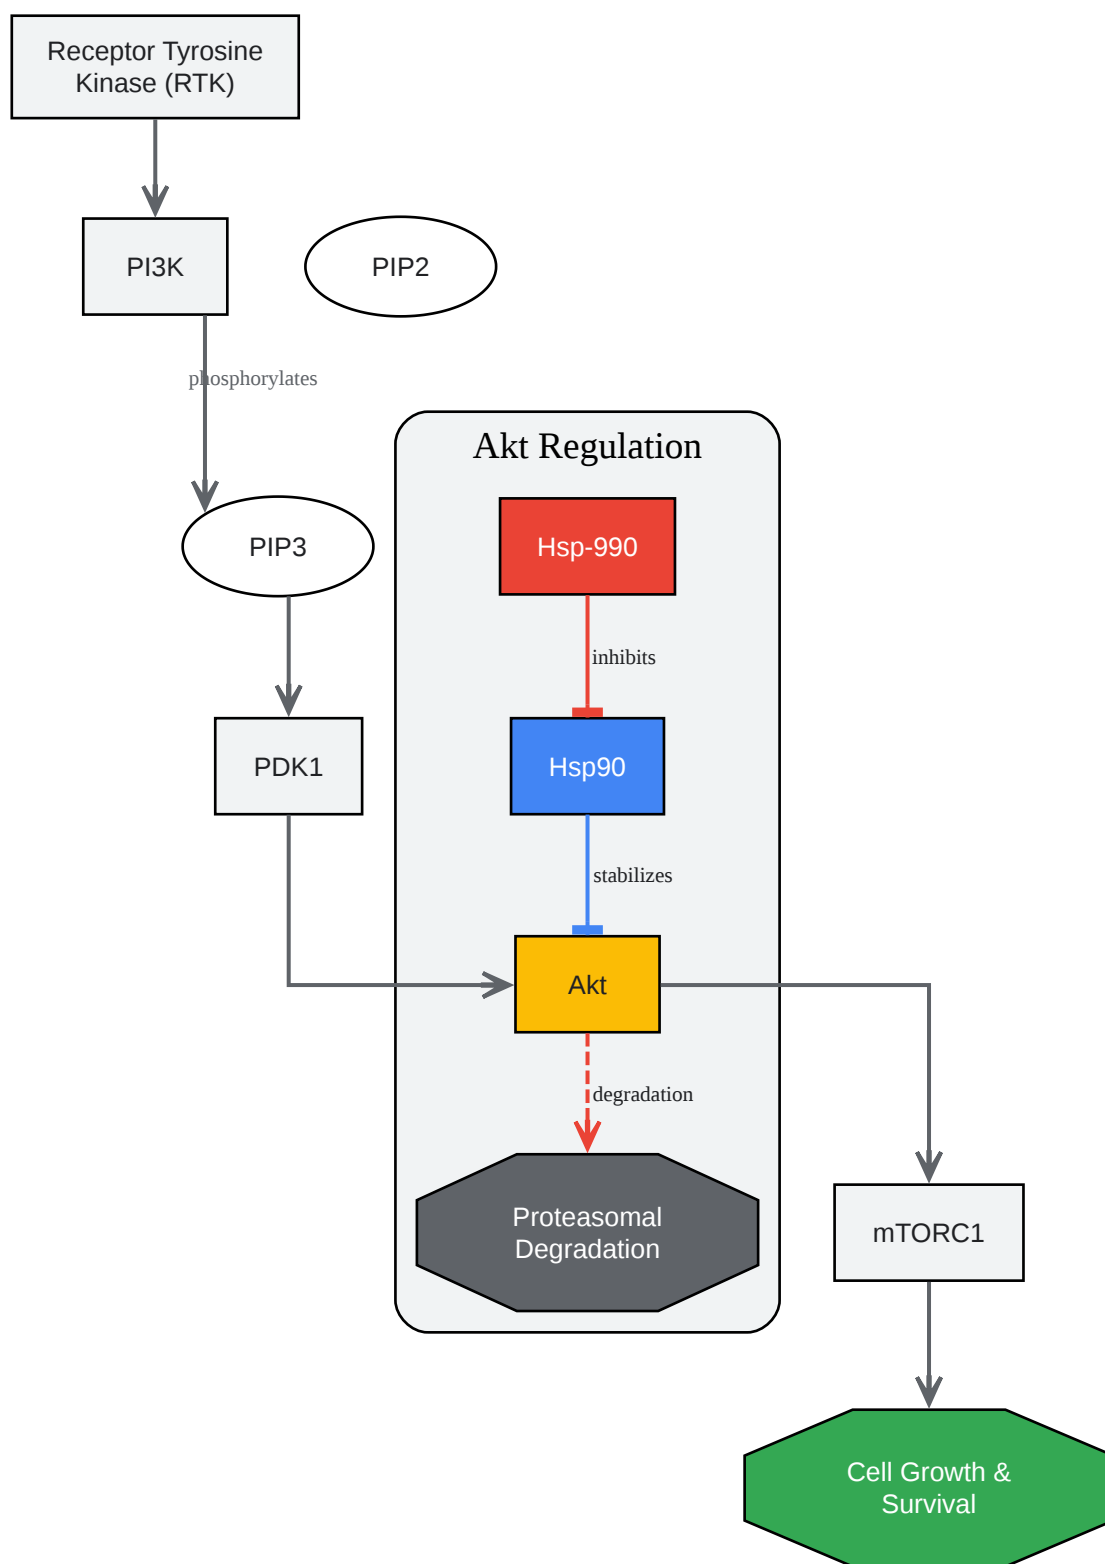 Receptor Tyrosine
Kinase (RTK)
PI3K
PIP2
phosphorylates
Akt Regulation
Hsp-990
PIP3
inhibits
PDK1
Hsp90
stabilizes
Akt
degradation
Proteasomal
Degradation
mTORC1
Cell Growth &
Survival